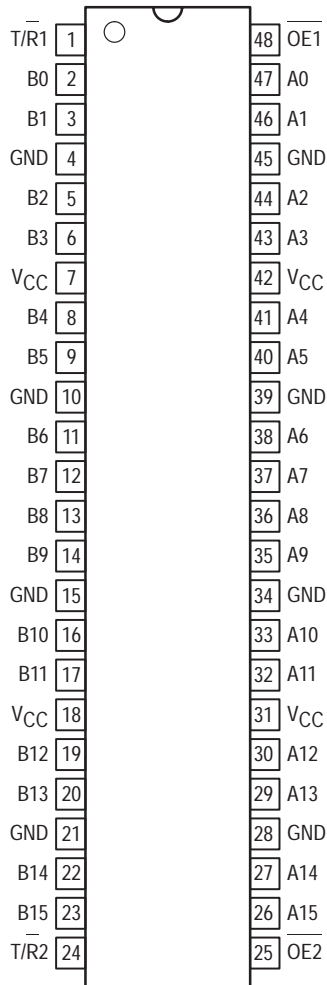 T/R̅1 1 48 O̅E̅1̅
B0 2 47 A0
B1 3 46 A1
GND 4 45 GND
B2 5 44 A2
B3 6 43 A3
VCC 7 42 VCC
B4 8 41 A4
B5 9 40 A5
GND 10 39 GND
B6 11 38 A6
B7 12 37 A7
B8 13 36 A8
B9 14 35 A9
GND 15 34 GND
B10 16 33 A10
B11 17 32 A11
VCC 18 31 VCC
B12 19 30 A12
B13 20 29 A13
GND 21 28 GND
B14 22 27 A14
B15 23 26 A15
T/R̅2 24 25 O̅E̅2̅